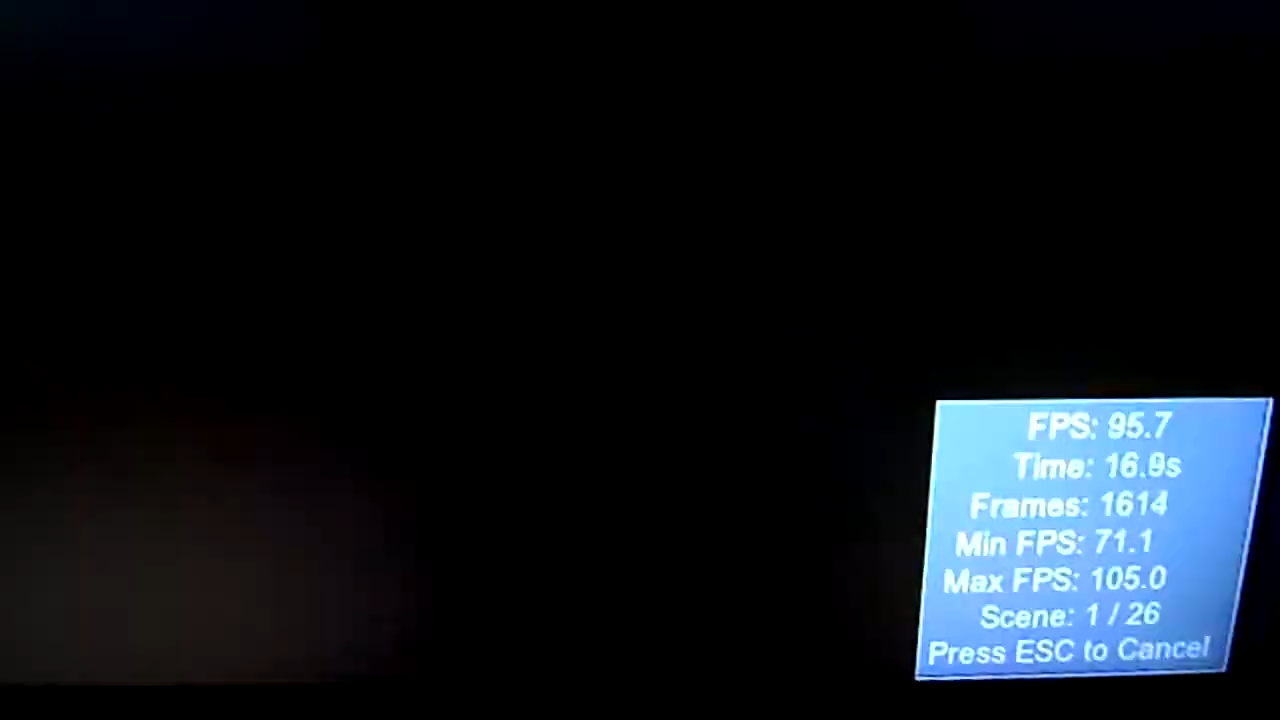 FPS: 95.7
Time: 16.9s
Frames: 1614
Min FPS: 71.1
Max FPS: 105.0
Scene: 1 / 26
Press ESC to Cancel